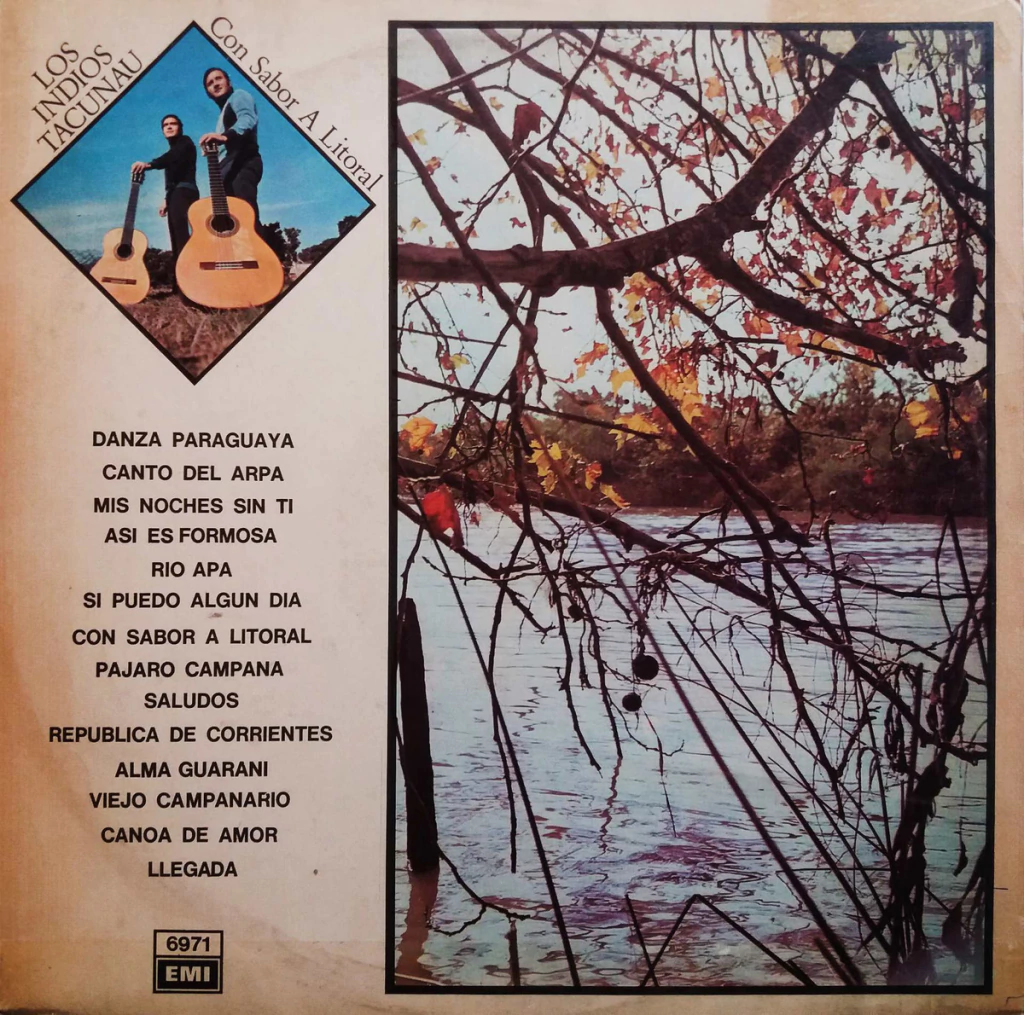 LOS
INDIOS
TACUNAU
Con Sabor A Litoral
DANZA PARAGUAYA
CANTO DEL ARPA
MIS NOCHES SIN TI
ASI ES FORMOSA
RIO APA
SI PUEDO ALGUN DIA
CON SABOR A LITORAL
PAJARO CAMPANA
SALUDOS
REPUBLICA DE CORRIENTES
ALMA GUARANI
VIEJO CAMPANARIO
CANOA DE AMOR
LLEGADA
6971
EMI